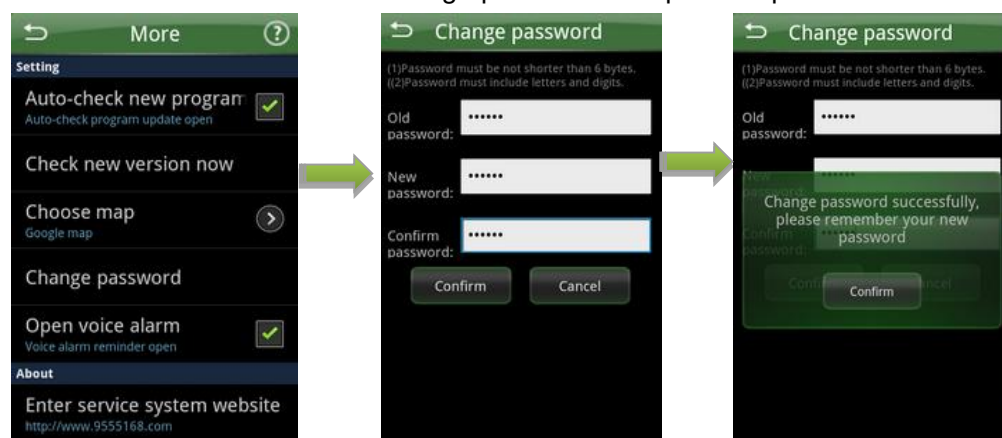 More
Setting
Auto-check new program
Auto-check program update open
Check new version now
Choose map
Google map
Change password
Open voice alarm
Voice alarm reminder open
About
Enter service system website
http://www.9555168.com
Change password
(1)Password must be not shorter than 6 bytes.
((2)Password must include letters and digits.
Old
password:
New
password:
Confirm
password:
Confirm Cancel
Change password
(1)Password must be not shorter than 6 bytes.
((2)Password must include letters and digits.
Old
password:
New
password:
Change password successfully,
please remember your new
password
Confirm
password:
Confirm